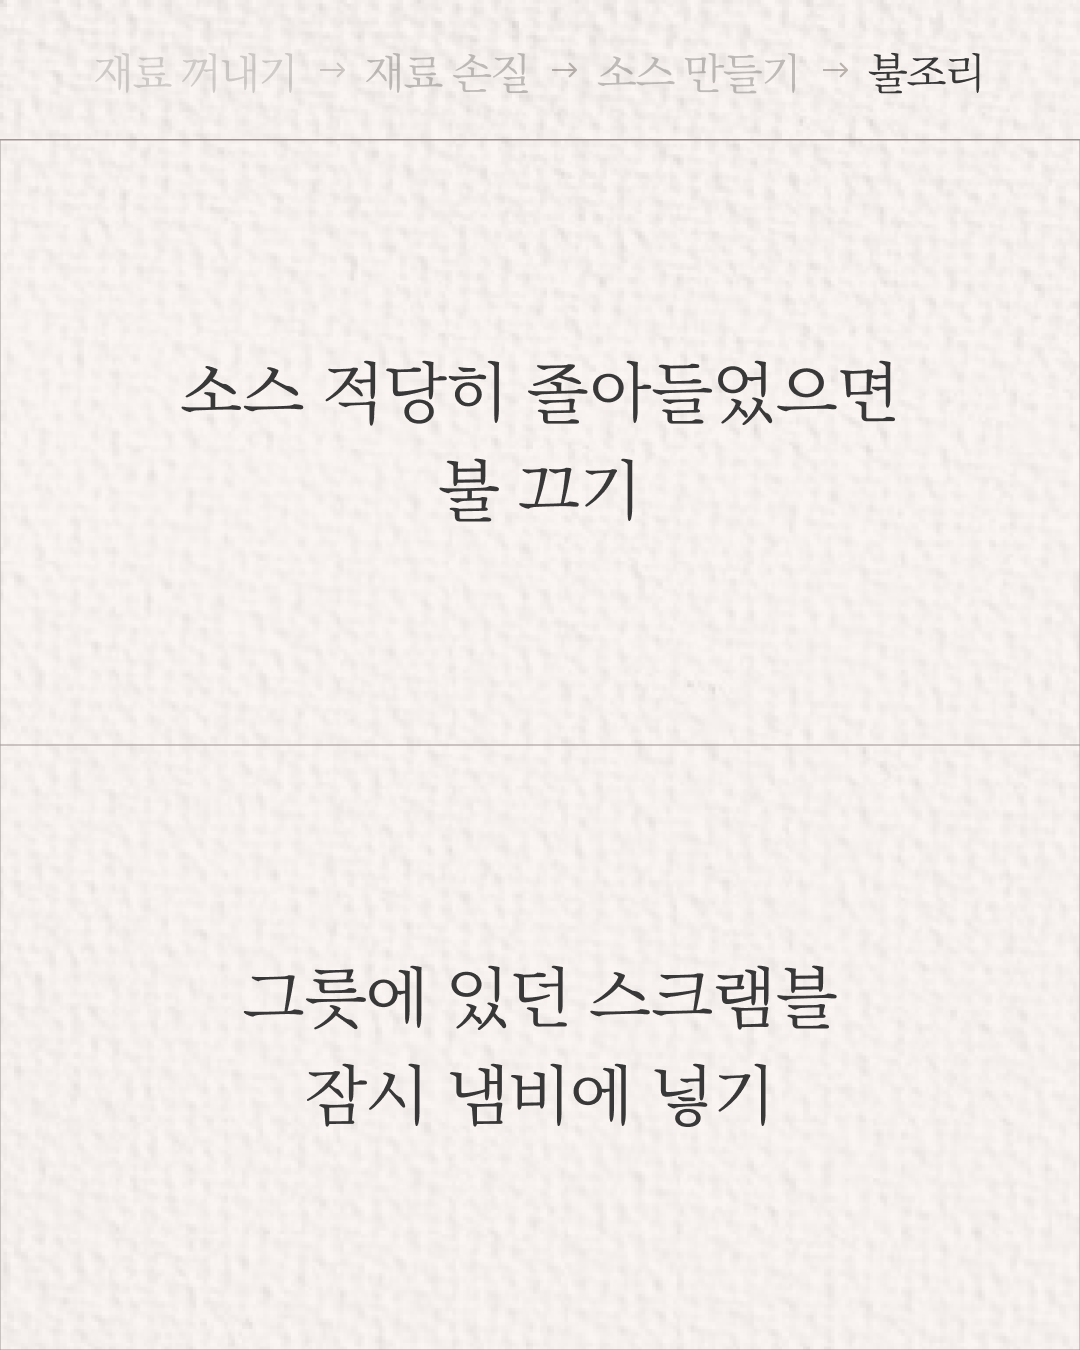 재료 꺼내기 → 재료 손질 → 소스 만들기 → 불조리
소스 적당히 졸아들었으면
불 끄기
그릇에 있던 스크램블
잠시 냄비에 넣기